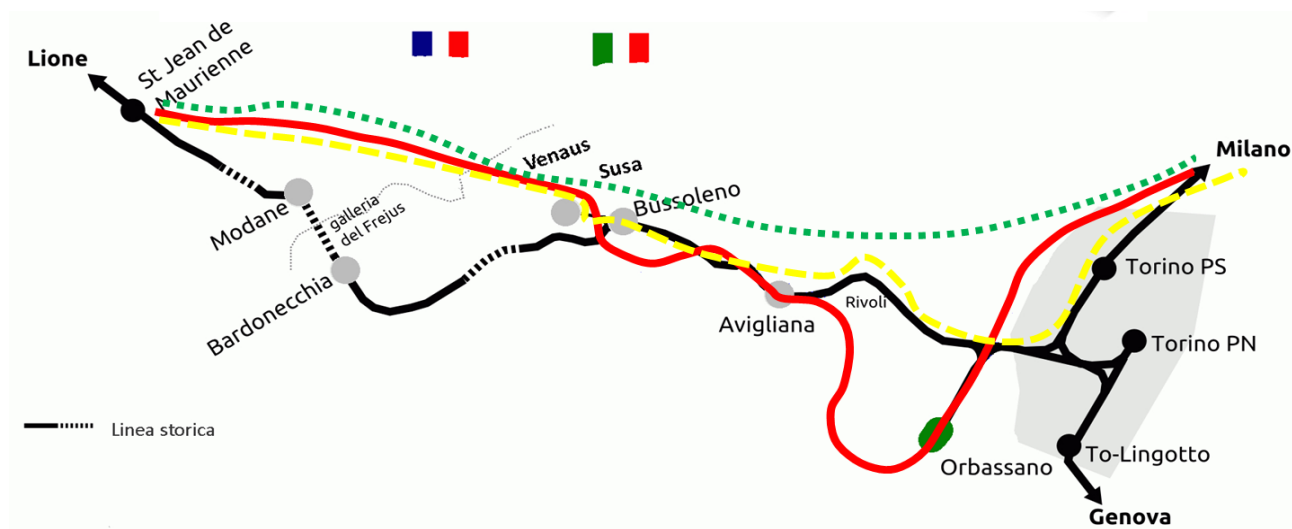 Lione
St Jean de
Maurienne
Venaus
Susa
Milano
Bussoleno
Modane
galleria
del Frejus
Bardonecchia
Torino PS
Rivoli
Avigliana
Torino PN
Linea storica
Orbassano
To-Lingotto
Genova